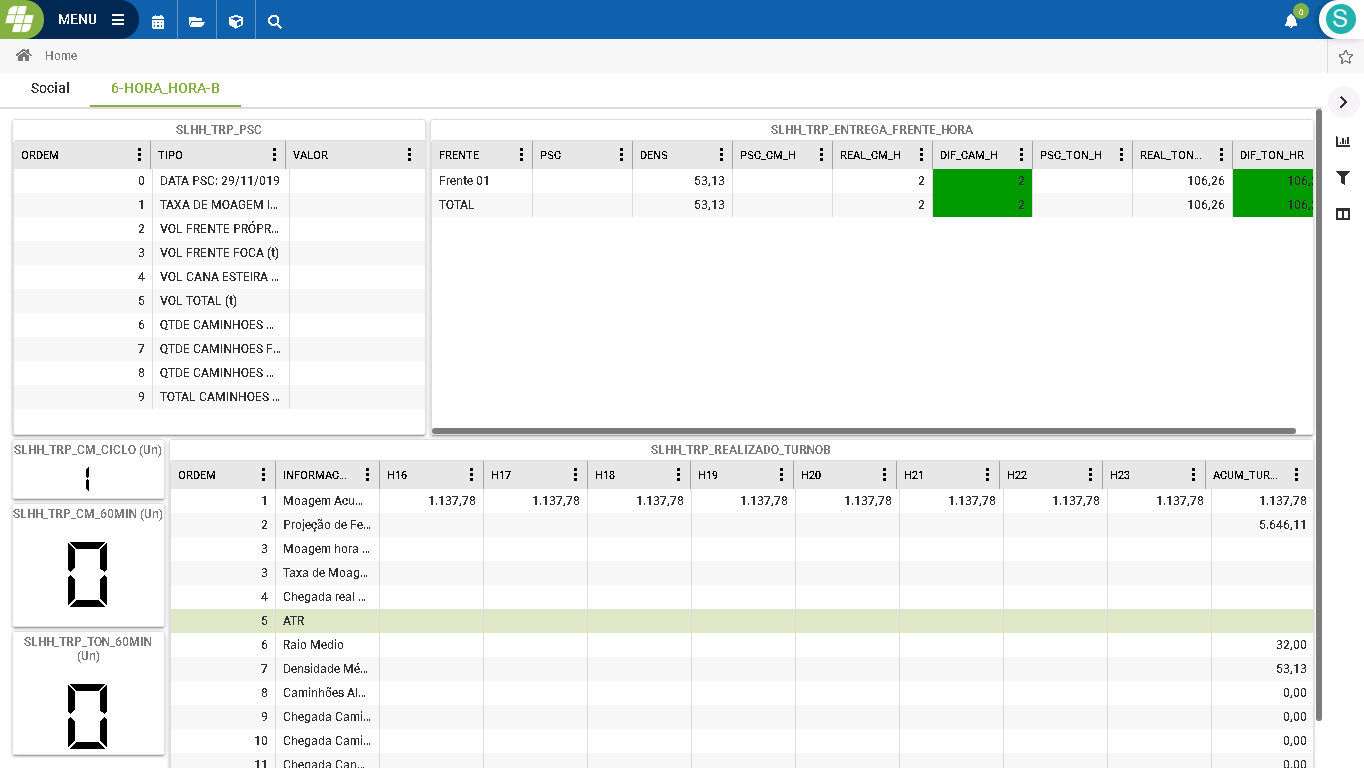 MENU
0
S
Home
Social 6-HORA_HORA-B
SLHH_TRP_PSC
ORDEM TIPO VALOR
0 DATA PSC: 29/11/019
1 TAXA DE MOAGEM I...
2 VOL FRENTE PRÓPR...
3 VOL FRENTE FOCA (t)
4 VOL CANA ESTEIRA ...
5 VOL TOTAL (t)
6 QTDE CAMINHOES ...
7 QTDE CAMINHOES F...
8 QTDE CAMINHOES ...
9 TOTAL CAMINHOES ...
SLHH_TRP_ENTREGA_FRENTE_HORA
FRENTE PSC DENS PSC_CM_H REAL_CM_H DIF_CAM_H PSC_TON_H REAL_TON... DIF_TON_HR
Frente 01 53,13 2 2 106,26 106,
TOTAL 53,13 2 2 106,26 106,
SLHH_TRP_CM_CICLO (Un)
1
SLHH_TRP_CM_60MIN (Un)
0
SLHH_TRP_TON_60MIN
(Un)
0
SLHH_TRP_REALIZADO_TURNOB
ORDEM INFORMAC... H16 H17 H18 H19 H20 H21 H22 H23 ACUM_TUR...
1 Moagem Acu... 1.137,78 1.137,78 1.137,78 1.137,78 1.137,78 1.137,78 1.137,78 1.137,78 1.137,78
2 Projeção de Fe... 5.646,11
3 Moagem hora ...
3 Taxa de Moag...
4 Chegada real ...
5 ATR
6 Raio Medio 32,00
7 Densidade Mé... 53,13
8 Caminhões Al... 0,00
9 Chegada Cami... 0,00
10 Chegada Cami... 0,00
11 Chegada Can... 0,00